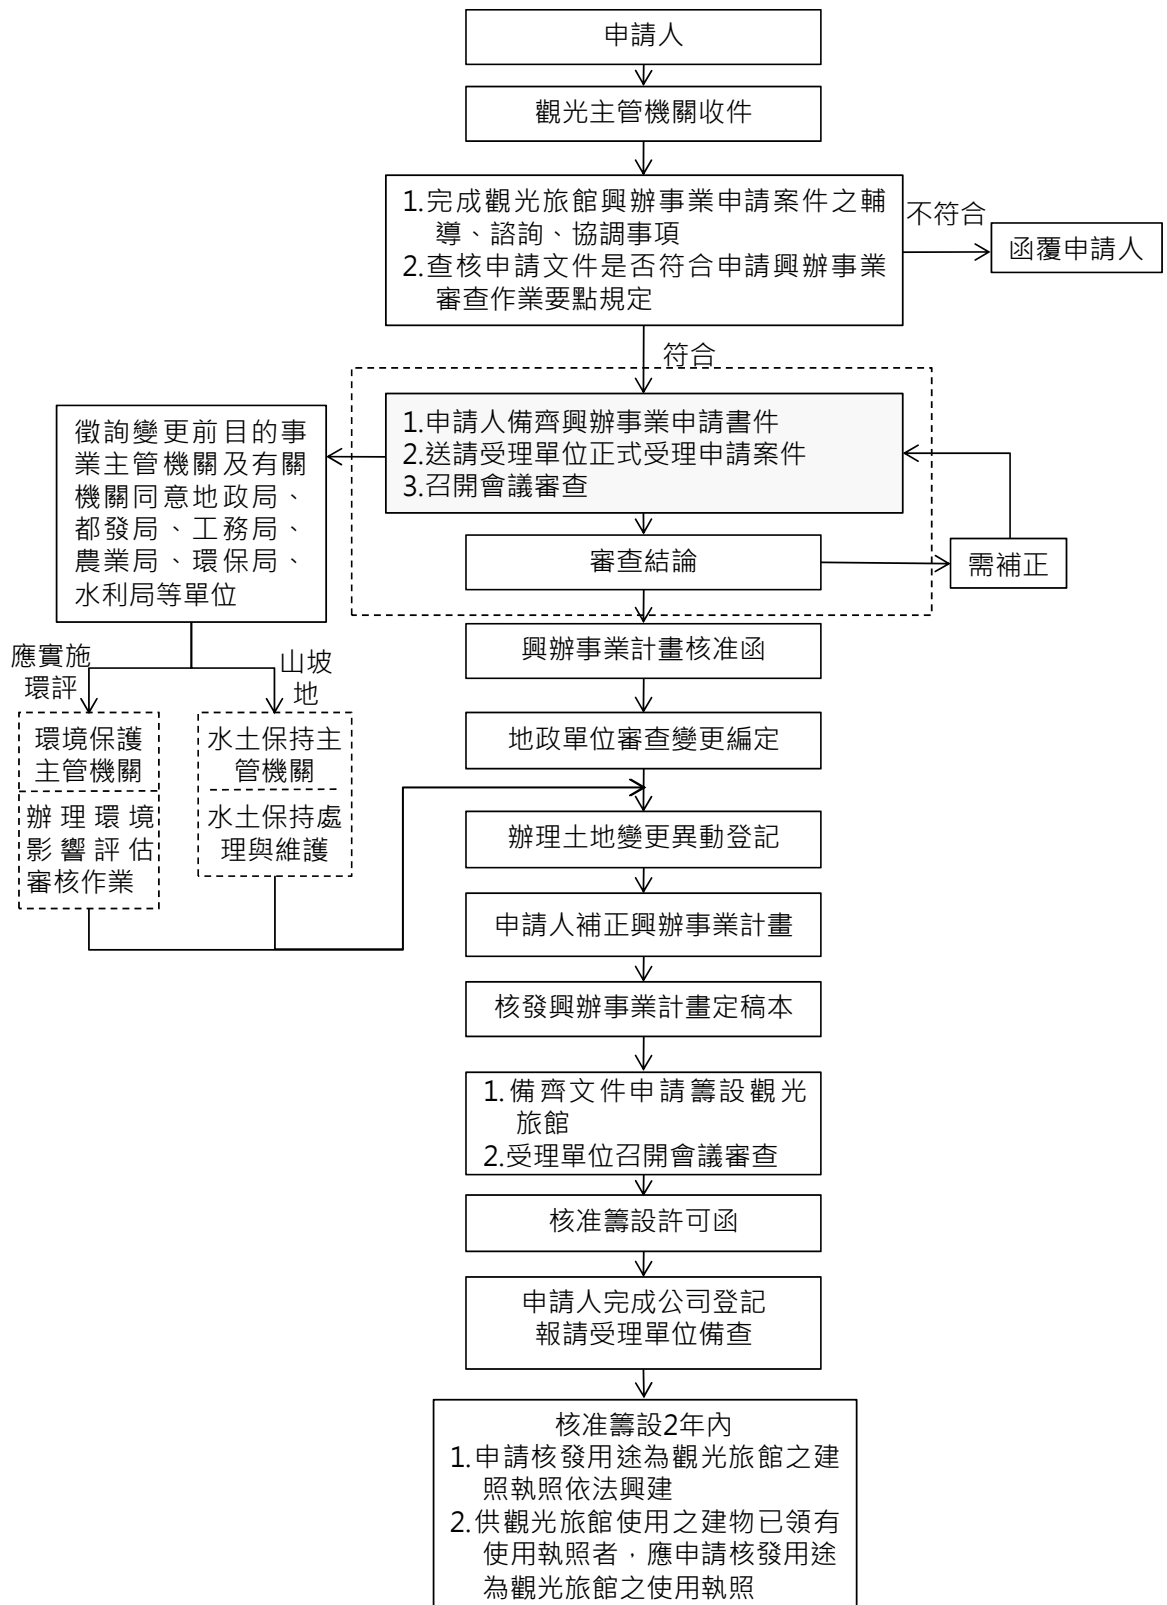 申請人
觀光主管機關收件
1.完成觀光旅館興辦事業申請案件之輔
導、諮詢、協調事項
2.查核申請文件是否符合申請興辦事業
審查作業要點規定
不符合
函覆申請人
符合
1.申請人備齊興辦事業申請書件
2.送請受理單位正式受理申請案件
3.召開會議審查
徵詢變更前目的事
業主管機關及有關
機關同意地政局、
都發局、工務局、
農業局、環保局、
水利局等單位
審查結論
需補正
興辦事業計畫核准函
應實施
環評
山坡
地
地政單位審查變更編定
環境保護
主管機關
辦理環境
影響評估
審核作業
水土保持主
管機關
水土保持處
理與維護
辦理土地變更異動登記
申請人補正興辦事業計畫
核發興辦事業計畫定稿本
1.備齊文件申請籌設觀光
旅館
2.受理單位召開會議審查
核准籌設許可函
申請人完成公司登記
報請受理單位備查
核准籌設2年內
1.申請核發用途為觀光旅館之建
照執照依法興建
2.供觀光旅館使用之建物已領有
使用執照者，應申請核發用途
為觀光旅館之使用執照